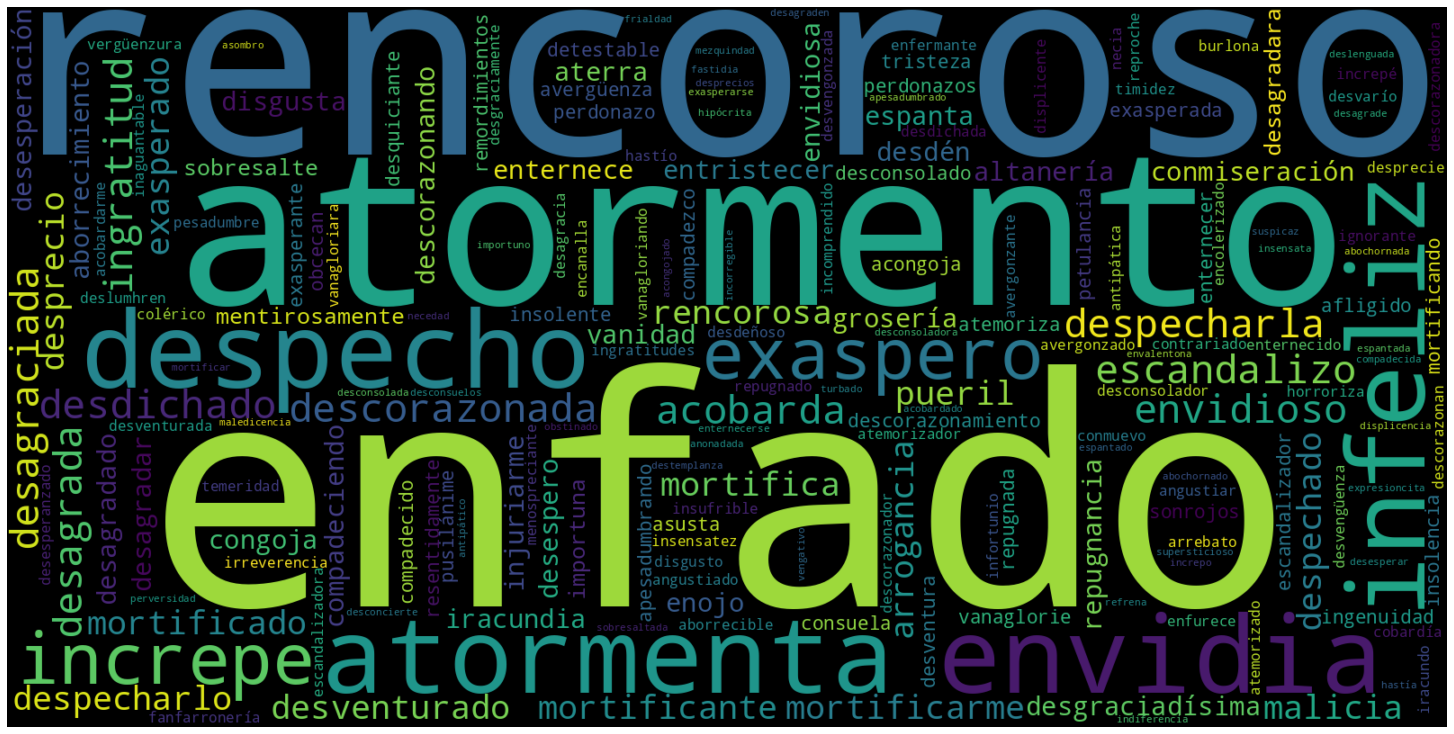 rencoroso
atormento
enfado
despecho
exaspero
infeliz
atormenta
envidia
increpe
desesperación
vergüenzura
asombro
frialdad
desagraden
aborrecimiento
acobardarme
ingratitud
inaguantable
exasperado
disgusta
desquiciante
descorazonando
remordimientos
desgraciamente
detestable
aterra
avergüenza
perdonazo
mezquindad
fastidia
desprecios
exasperarse
hipócrita
envidiosa
desvengonzada
enfermante
tristeza
perdonazos
apesadumbrado
espanta
desdichada
desdén
displicente
timidez
necia
reproche
exasperada
burlona
desagradara
deslenguada
increpé
desvarío
desagrade
descorazonadora
sobresalte
enternece
hastío
entristecer
desconsolado
altanería
conmiseración
desprecie
pesadumbre
exasperante
obcecan
vanagloriara
importuno
desagracia
encanalla
vanagloriando
acongojado
compadezco
incorregible
incomprendido
acongoja
avergonzante
petulancia
antipática
enternecer
encolerizado
suspicaz
insensata
ignorante
abochornada
desagraciada
desprecio
deslumhren
colérico
mentirosamente
necedad
insolente
vanidad
rencorosa
grosería
desdeñoso
desconsoladora
atemoriza
despecharla
afligido
mortificando
ingratitudes
mortificar
avergonzado
contrariado
enternecido
envalentona
espantada
compadecida
desdichado
descorazonada
desconsolada
desconsuelos
repugnado
turbado
pueril
escandalizo
desconsolador
horroriza
desventurada
maledicencia
obstinado
acobarda
acobardado
descorazonamiento
envidioso
displicencia
descorazonar
enternecerse
anonadada
atemorizador
conmuevo
espantado
desagrada
desagradado
desagradar
temeridad
compadeciendo
compadecido
resentidamente
pusilánime
antipático
menospreciante
injuriarme
desespero
importuna
destemplanza
apesadumbrando
mortifica
insufrible
vengativo
arrogancia
descorazonador
infortunio
repugnada
repugnancia
abochornado
angustiar
sonrojos
escandalizador
despechado
desvengüenza
expresioncita
insolencia
desesperanzado
congoja
irreverencia
asusta
insensatez
disgusto
angustiado
arrebato
supersticioso
increpo
desesperar
perversidad
escandalizadora
desconcierte
iracundia
enojo
sobresaltada
aborrecible
consuela
desventura
vanaglorie
refrena
enfurece
atemorizado
ingenuidad
cobardía
mortificado
despecharlo
fanfarronería
desventurado
mortificante
mortificarme
desgraciadísima
indiferencia
malicia
iracundo
hastía